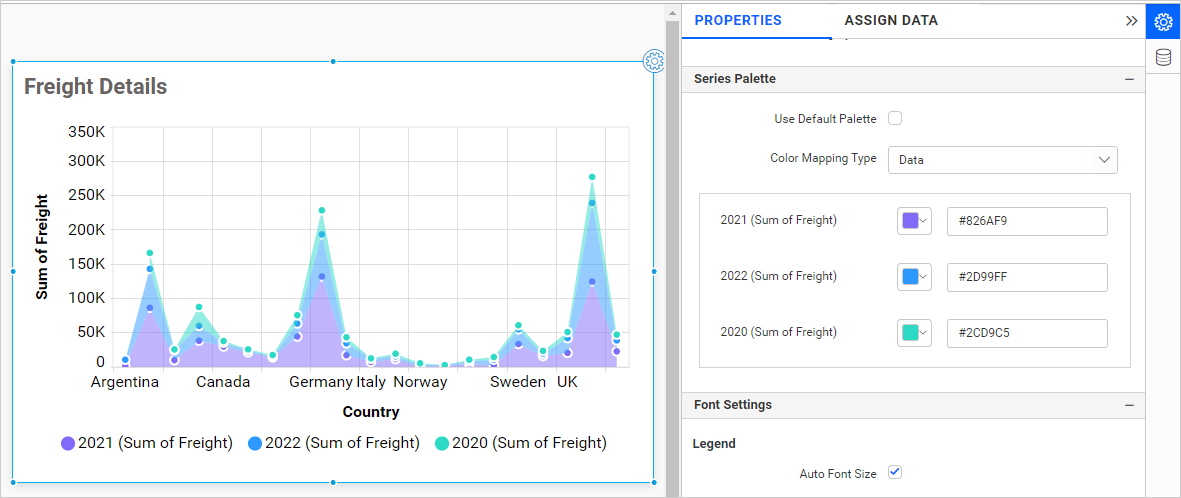 Freight Details
350K
300K
250K
200K
150K
100K
50K
0
Sum of Freight
Argentina Canada Germany Italy Norway Sweden UK
Country
2021 (Sum of Freight) 2022 (Sum of Freight) 2020 (Sum of Freight)
PROPERTIES ASSIGN DATA
Series Palette
Use Default Palette
Color Mapping Type Data
2021 (Sum of Freight) #826AF9
2022 (Sum of Freight) #2D99FF
2020 (Sum of Freight) #2CD9C5
Font Settings
Legend
Auto Font Size